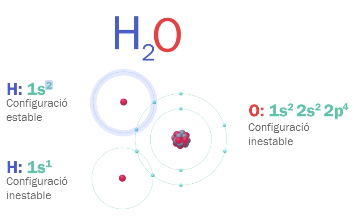 H₂O
H: 1s²
Configuració
estable
O: 1s² 2s² 2p⁴
Configuració
inestable
H: 1s¹
Configuració
inestable